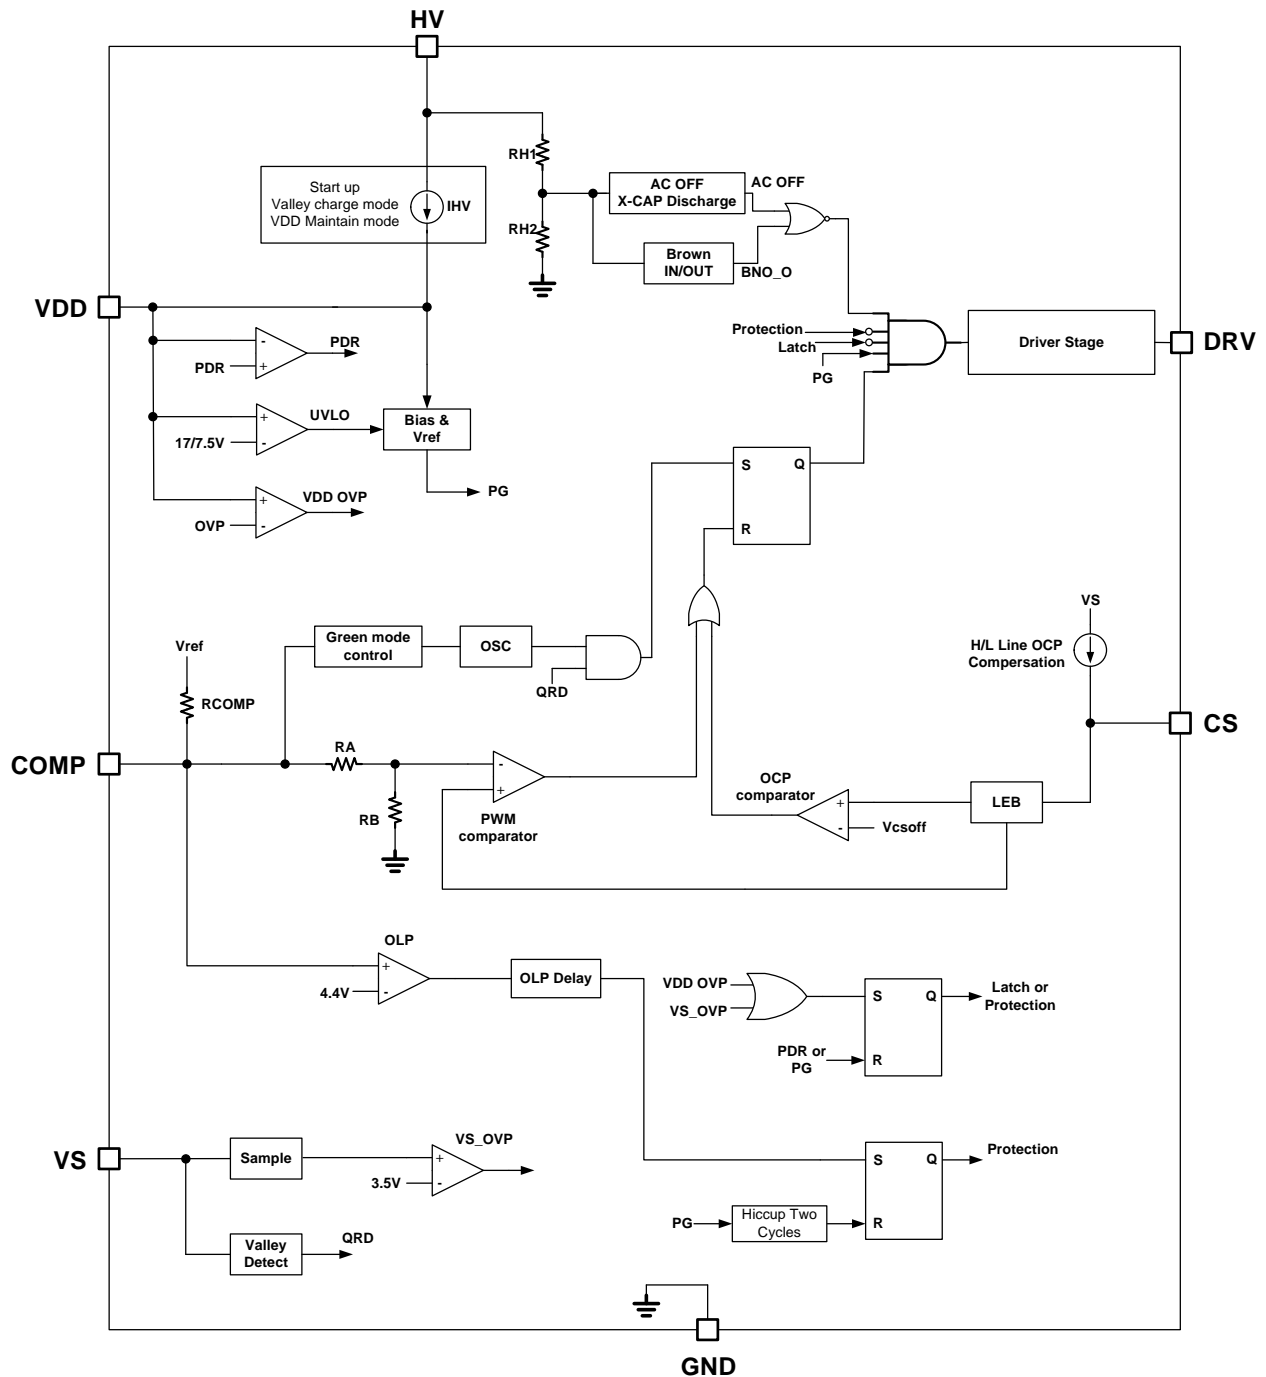 HV
RH1
AC OFF
X-CAP Discharge
AC OFF
Start up
Valley charge mode
VDD Maintain mode
IHV
RH2
Brown
IN/OUT
BNO_O
VDD
Protection
Latch
PG
Driver Stage
DRV
-
PDR
PDR
+
+
UVLO
17/7.5V
-
Bias &
Vref
PG
+
VDD OVP
OVP
-
S
Q
R
VS
H/L Line OCP
Compersation
Vref
Green mode
control
OSC
QRD
RCOMP
CS
COMP
RA
-
+
PWM
comparator
RB
OCP
comparator
+
-
Vcsoff
LEB
OLP
+
4.4V
-
OLP Delay
VDD OVP
VS_OVP
S
Q
Latch or
Protection
PDR or
PG
R
VS
Sample
VS_OVP
+
3.5V
-
S
Q
Protection
PG
Hiccup Two
Cycles
R
Valley
Detect
QRD
GND